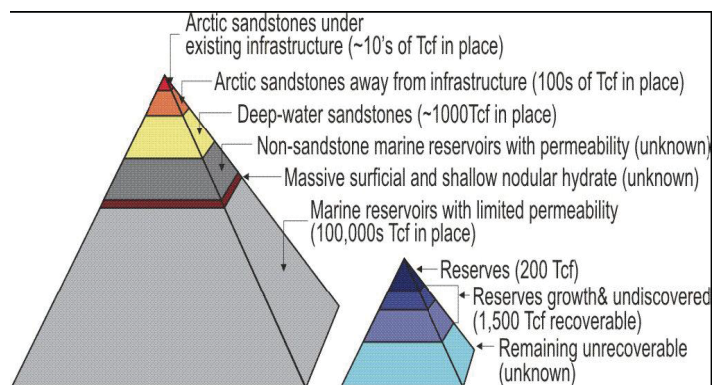 Arctic sandstones under
existing infrastructure (~10's of Tcf in place)
Arctic sandstones away from infrastructure (100s of Tcf in place)
Deep-water sandstones (~1000Tcf in place)
Non-sandstone marine reservoirs with permeability (unknown)
Massive surficial and shallow nodular hydrate (unknown)
Marine reservoirs with limited permeability
(100,000s Tcf in place)
Reserves (200 Tcf)
Reserves growth& undiscovered
(1,500 Tcf recoverable)
Remaining unrecoverable
(unknown)